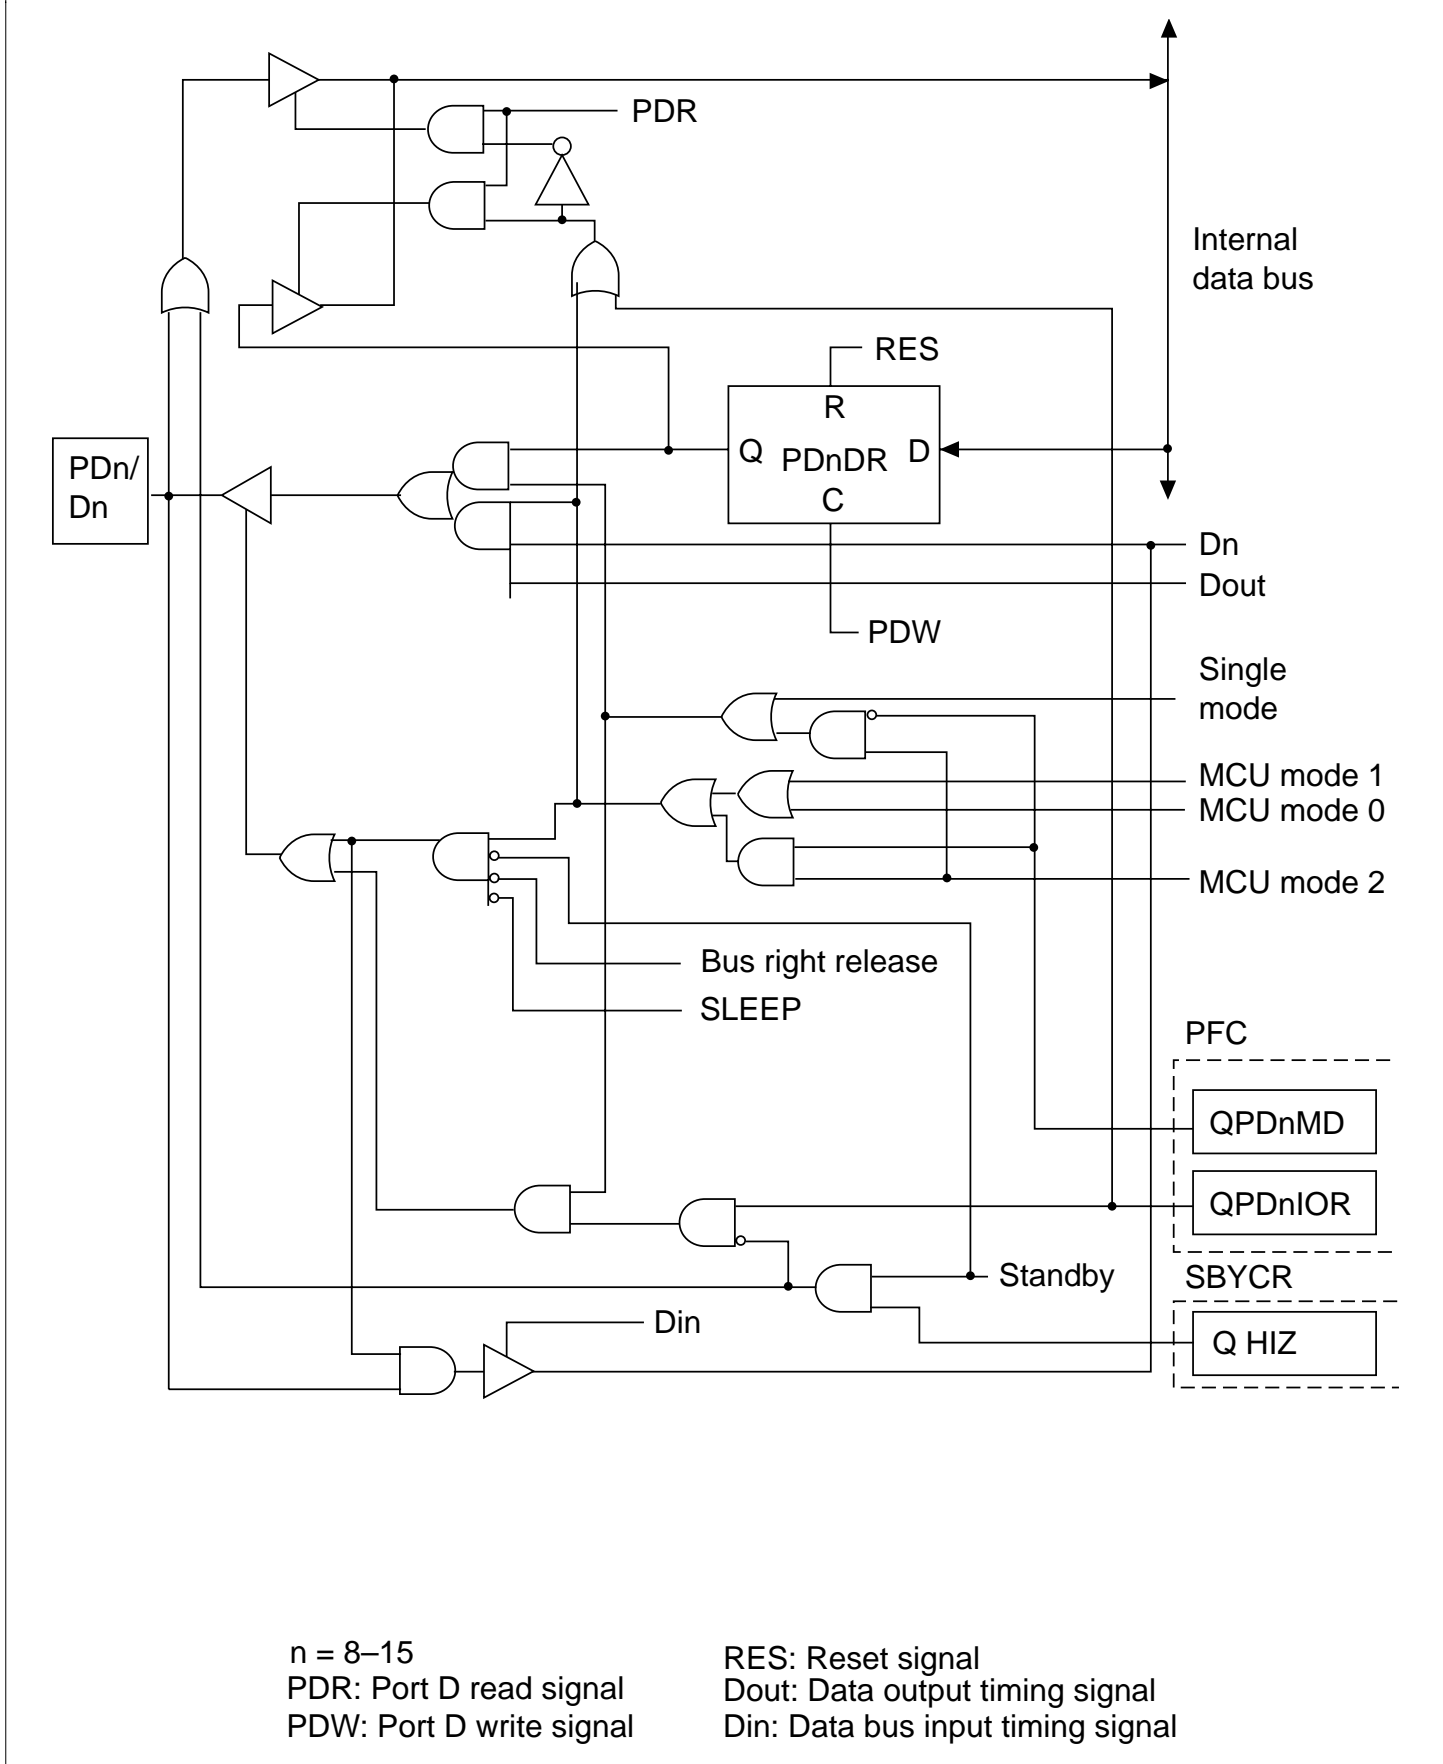 PDR
Internal
data bus
RES
R
Q
PDnDR
D
C
PDn/
Dn
Dn
Dout
PDW
Single
mode
MCU mode 1
MCU mode 0
MCU mode 2
Bus right release
SLEEP
PFC
QPDnMD
QPDnIOR
Standby
SBYCR
Din
Q HIZ
n = 8–15
PDR: Port D read signal
PDW: Port D write signal
RES: Reset signal
Dout: Data output timing signal
Din: Data bus input timing signal